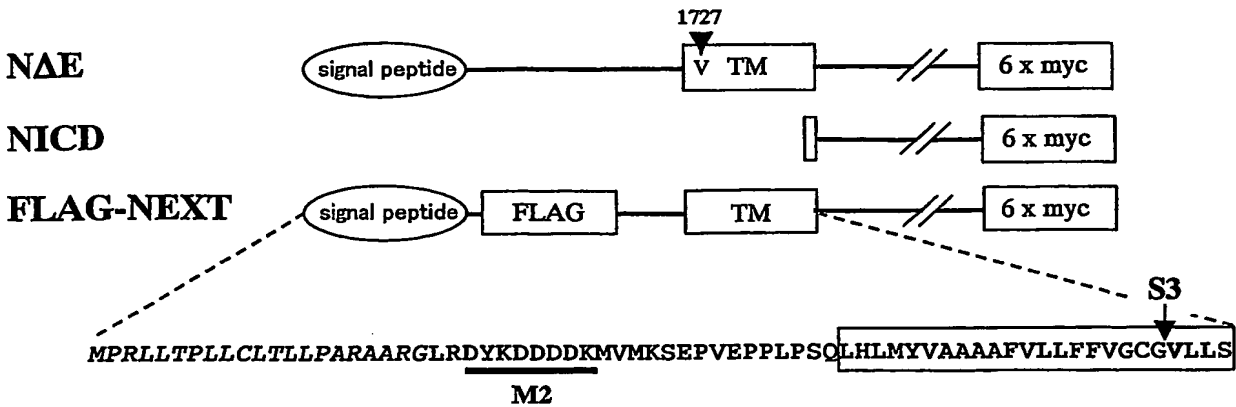 1727
NΔE signal peptide V TM 6 x myc
NICD 6 x myc
FLAG-NEXT signal peptide FLAG TM 6 x myc
S3
MPRLLTPLLCLTLLPARAARGLRDYKDDDDKMVMKSEPVEPPLPSQLHLMYVAAAAFVLLFFVGCGVLLS
M2